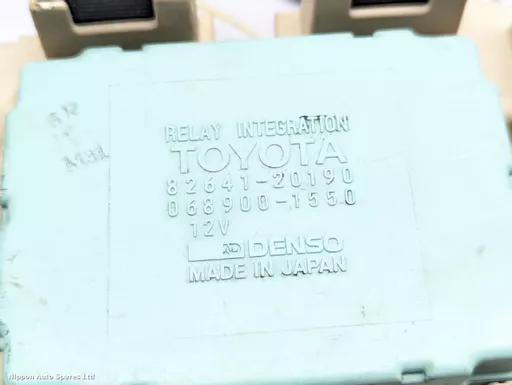 RELAY INTEGRATION
TOYOTA
82641-20190
068900-1550
12V
DENSO
MADE IN JAPAN
Nippon Auto Spares Ltd